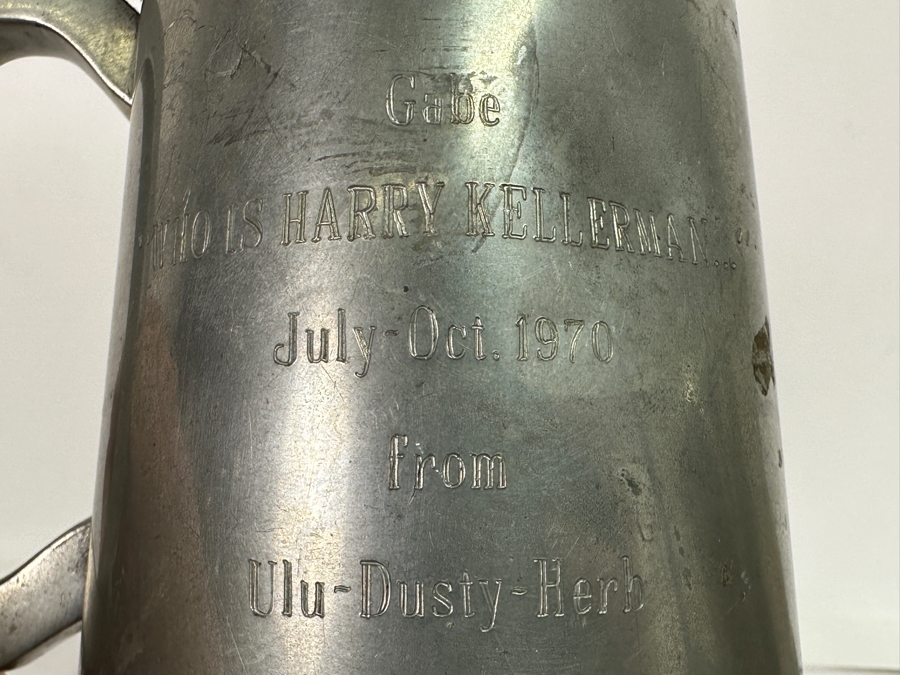 Gabe
"WHO IS HARRY KELLERMAN..."
July-Oct. 1970
from
Ulu-Dusty-Herb